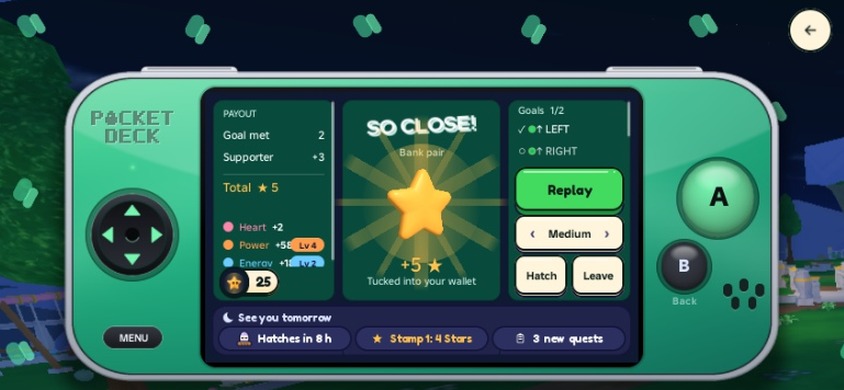 POCKET
DECK
PAYOUT
Goal met 2
Supporter +3
Total ★ 5
Heart +2
Power +58 Lv 4
Energy Lv 2
25
SO CLOSE!
Bank pair
+5 ★
Tucked into your wallet
Goals 1/2
✓ ↑ LEFT
○ ↑ RIGHT
Replay
‹ Medium ›
Hatch Leave
See you tomorrow
Hatches in 8 h
★ Stamp 1: 4 Stars
3 new quests
MENU
A
B
Back